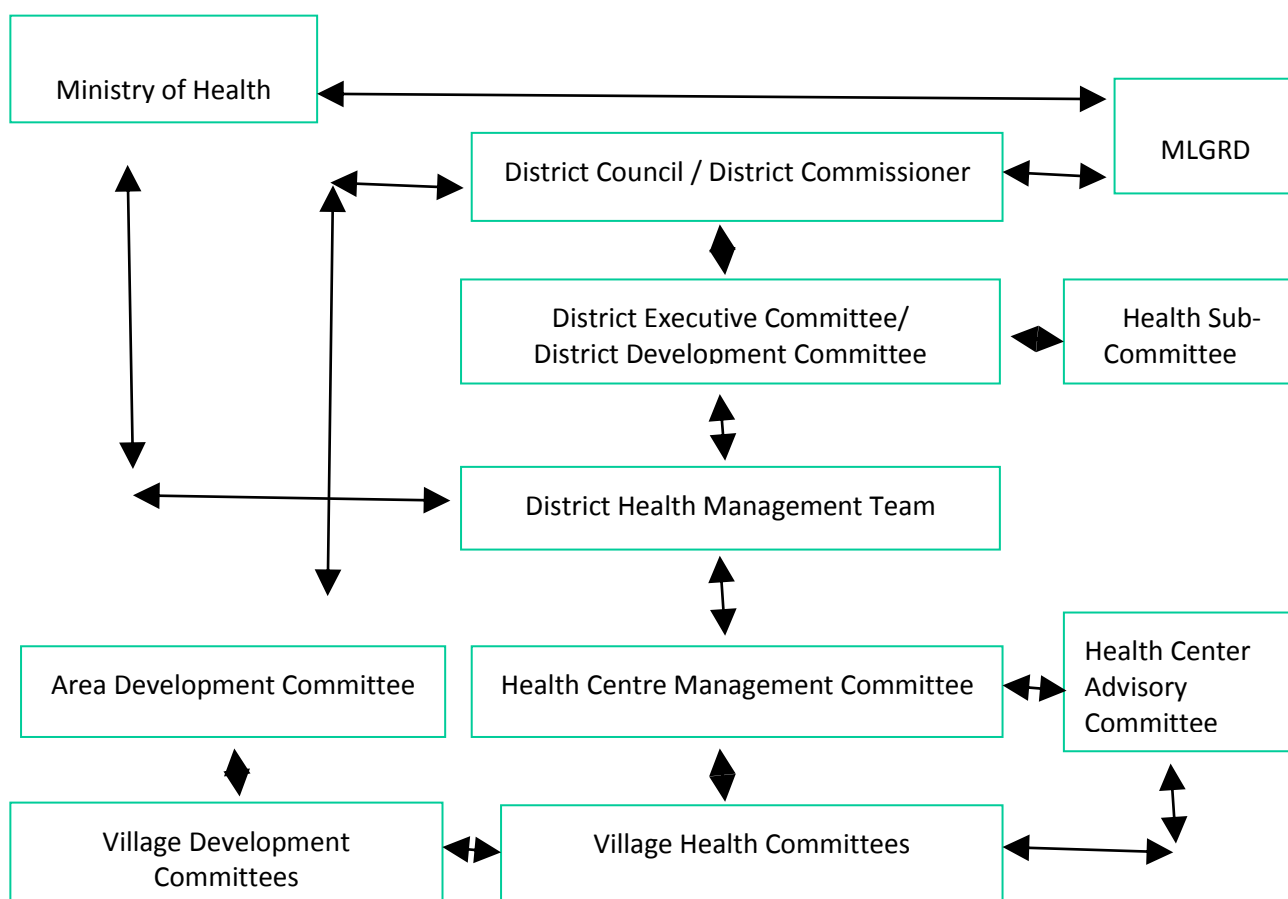 Ministry of Health
MLGRD
District Council / District Commissioner
District Executive Committee/
District Development Committee
Health Sub-
Committee
District Health Management Team
Area Development Committee
Health Centre Management Committee
Health Center
Advisory
Committee
Village Development
Committees
Village Health Committees